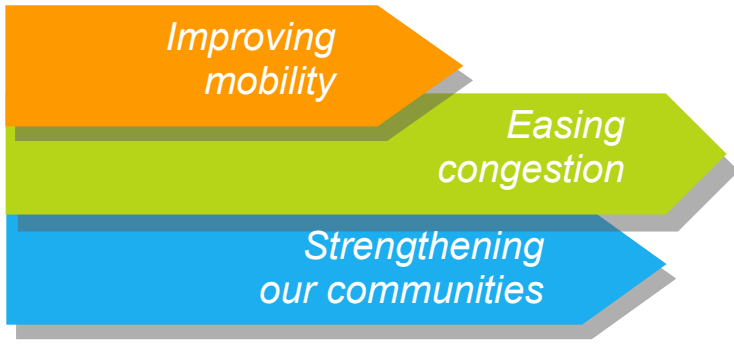 Improving
mobility
Easing
congestion
Strengthening
our communities